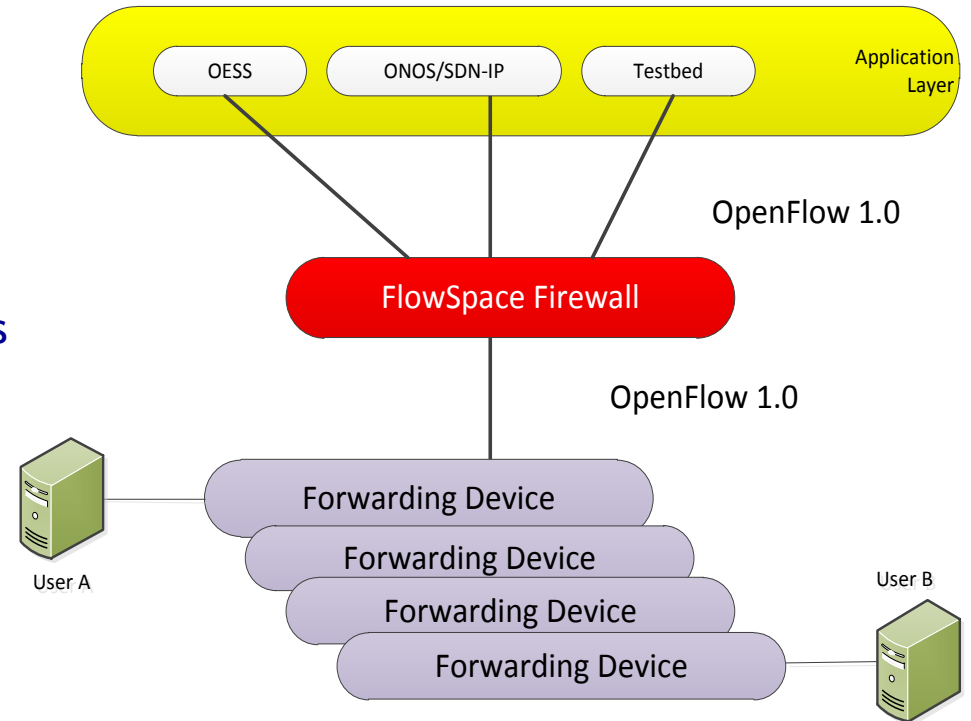 OESS
ONOS/SDN-IP
Testbed
Application
Layer
OpenFlow 1.0
FlowSpace Firewall
s
OpenFlow 1.0
Forwarding Device
User A
Forwarding Device
User B
Forwarding Device
Forwarding Device